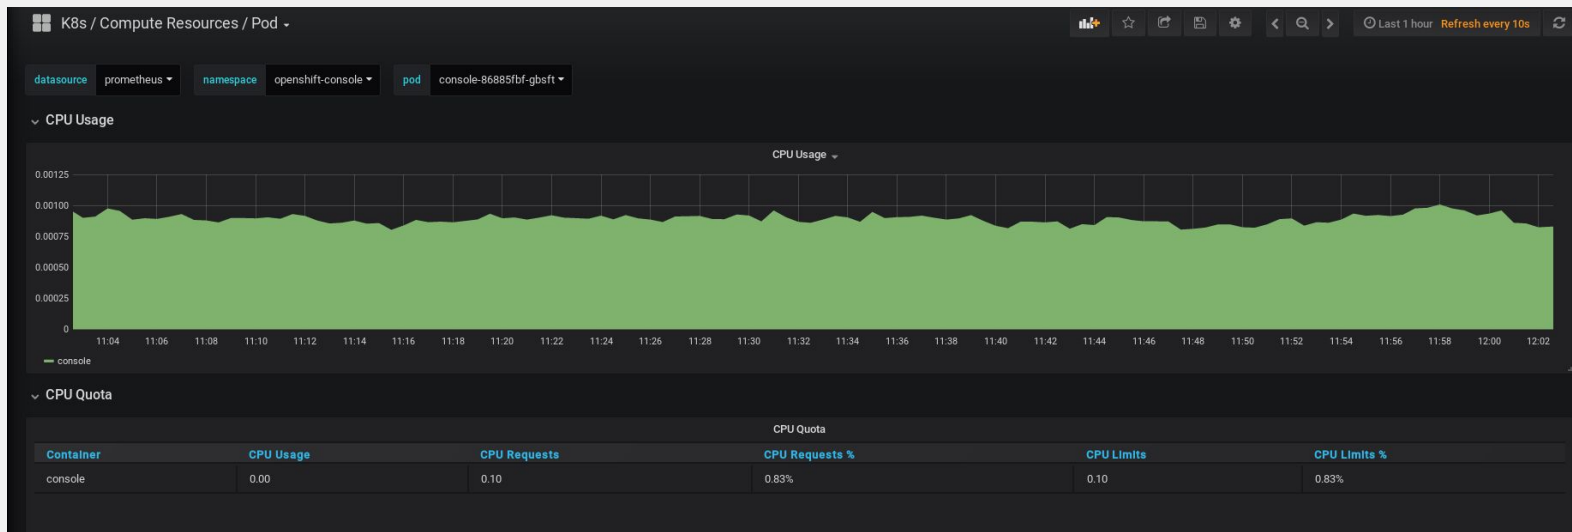 K8s / Compute Resources / Pod
Last 1 hour Refresh every 10s
datasource prometheus namespace openshift-console pod console-86885fbf-gbsft
CPU Usage
CPU Usage
0.00125
0.00100
0.00075
0.00050
0.00025
0
11:04 11:06 11:08 11:10 11:12 11:14 11:16 11:18 11:20 11:22 11:24 11:26 11:28 11:30 11:32 11:34 11:36 11:38 11:40 11:42 11:44 11:46 11:48 11:50 11:52 11:54 11:56 11:58 12:00 12:02
console
CPU Quota
CPU Quota
Container CPU Usage CPU Requests CPU Requests % CPU Limits CPU Limits %
console 0.00 0.10 0.83% 0.10 0.83%